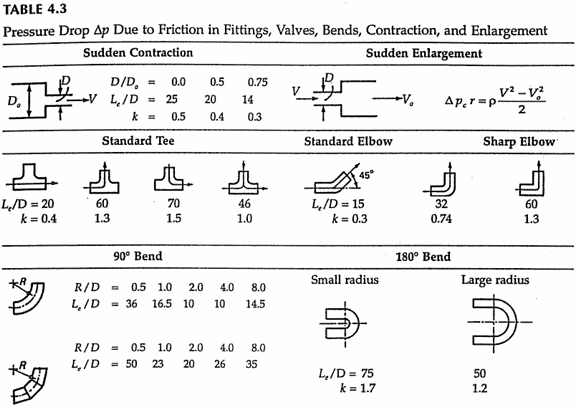 TABLE 4.3
Pressure Drop Δp Due to Friction in Fittings, Valves, Bends, Contraction, and Enlargement
Sudden Contraction
D
D₀
V
D/D₀ = 0.0 0.5 0.75
Lₑ/D = 25 20 14
k = 0.5 0.4 0.3
Sudden Enlargement
V
D
V₀
Δp꜀ r = ρ (V² − V₀²)/2
Standard Tee
Lₑ/D = 20 60 70 46
k = 0.4 1.3 1.5 1.0
Standard Elbow Sharp Elbow
45°
Lₑ/D = 15 32 60
k = 0.3 0.74 1.3
90° Bend
R
R/D = 0.5 1.0 2.0 4.0 8.0
Lₑ/D = 36 16.5 10 10 14.5
R
R/D = 0.5 1.0 2.0 4.0 8.0
Lₑ/D = 50 23 20 26 35
180° Bend
Small radius Large radius
Lₑ/D = 75 50
k = 1.7 1.2